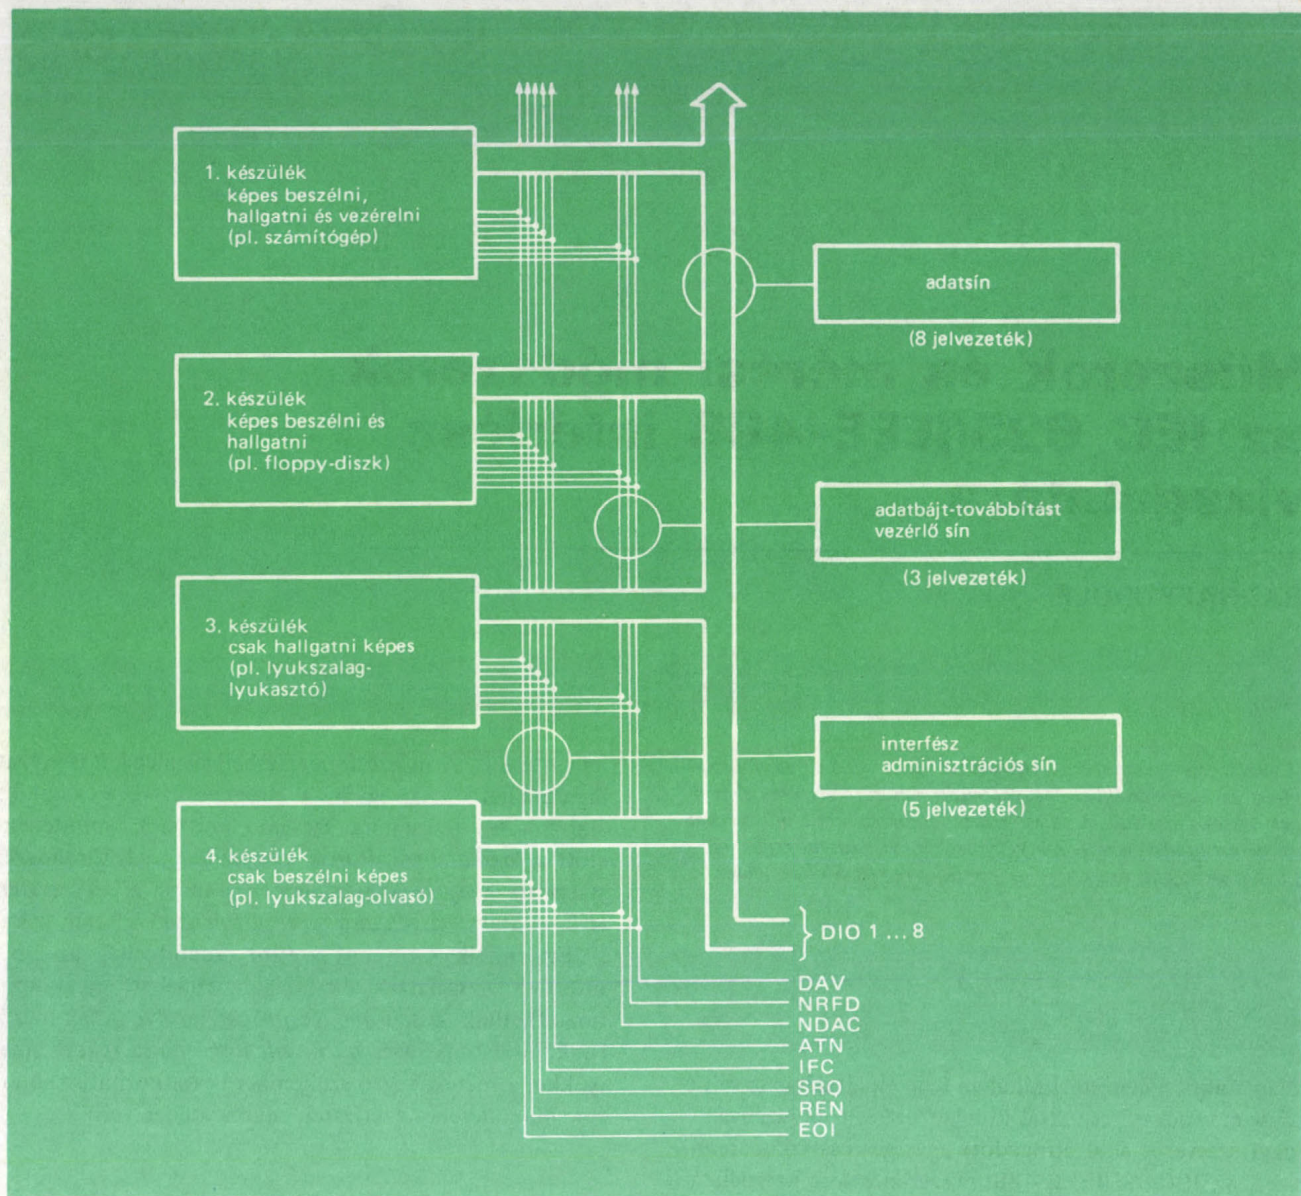 1. készülék
képes beszélni,
hallgatni és vezérelni
(pl. számítógép)
adatsín
(8 jelvezeték)
2. készülék
képes beszélni és
hallgatni
(pl. floppy-diszk)
adatbájt-továbbítást
vezérlő sín
(3 jelvezeték)
3. készülék
csak hallgatni képes
(pl. lyukszalag-
lyukasztó)
interfész
adminisztrációs sín
(5 jelvezeték)
4. készülék
csak beszélni képes
(pl. lyukszalag-olvasó)
DIO 1 ... 8
DAV
NRFD
NDAC
ATN
IFC
SRQ
REN
EOI